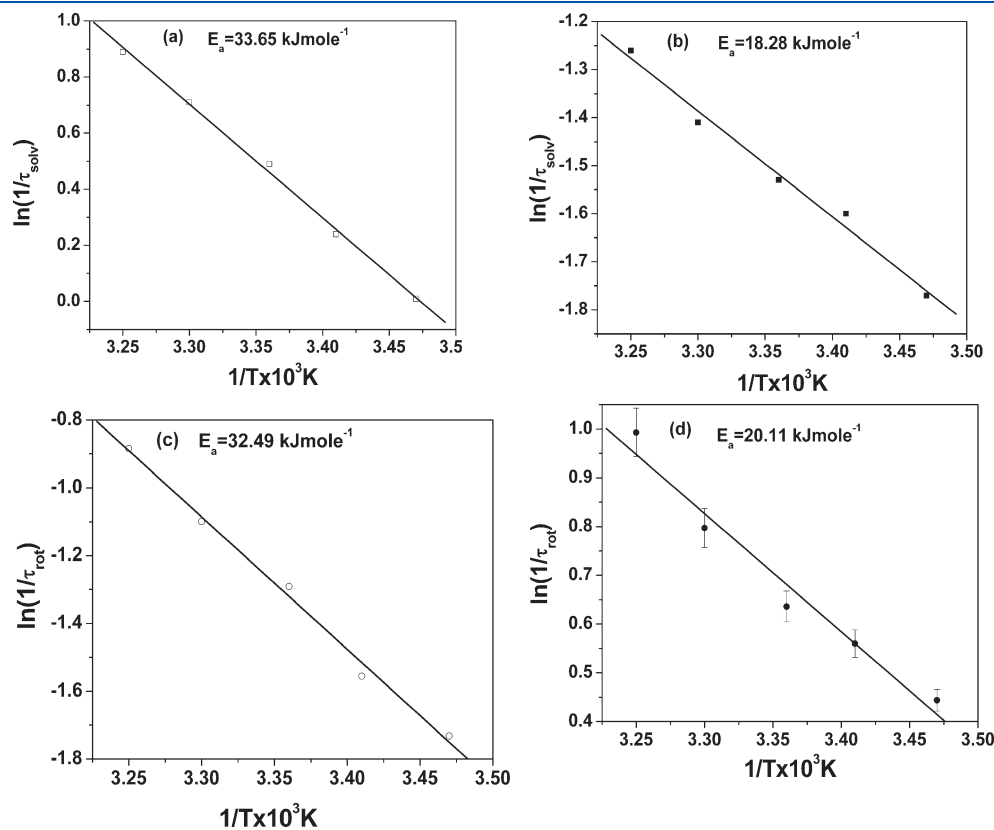 (a) Eₐ=33.65 kJmole⁻¹
ln(1/τsolv)
1.0
0.8
0.6
0.4
0.2
0.0
3.25 3.30 3.35 3.40 3.45 3.5
1/Tx10³K
(b) Eₐ=18.28 kJmole⁻¹
ln(1/τsolv)
-1.2
-1.3
-1.4
-1.5
-1.6
-1.7
-1.8
3.25 3.30 3.35 3.40 3.45 3.50
1/Tx10³K
(c) Eₐ=32.49 kJmole⁻¹
ln(1/τrot)
-0.8
-1.0
-1.2
-1.4
-1.6
-1.8
3.25 3.30 3.35 3.40 3.45 3.50
1/Tx10³K
(d) Eₐ=20.11 kJmole⁻¹
ln(1/τrot)
1.0
0.9
0.8
0.7
0.6
0.5
0.4
3.25 3.30 3.35 3.40 3.45 3.50
1/Tx10³K